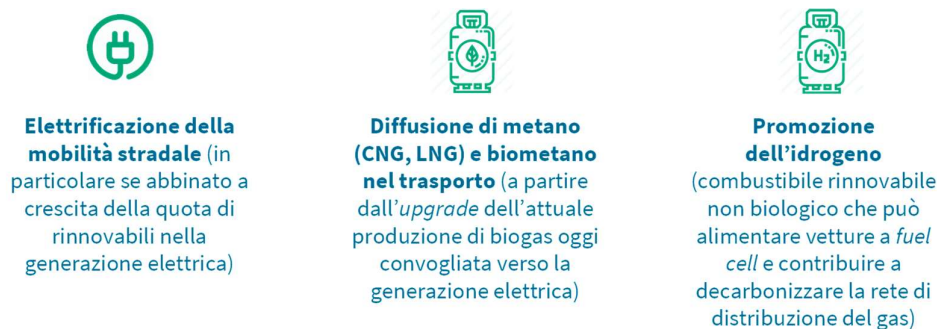 Elettrificazione della
mobilità stradale (in
particolare se abbinato a
crescita della quota di
rinnovabili nella
generazione elettrica)
Diffusione di metano
(CNG, LNG) e biometano
nel trasporto (a partire
dall'upgrade dell'attuale
produzione di biogas oggi
convogliata verso la
generazione elettrica)
H₂
Promozione
dell'idrogeno
(combustibile rinnovabile
non biologico che può
alimentare vetture a fuel
cell e contribuire a
decarbonizzare la rete di
distribuzione del gas)